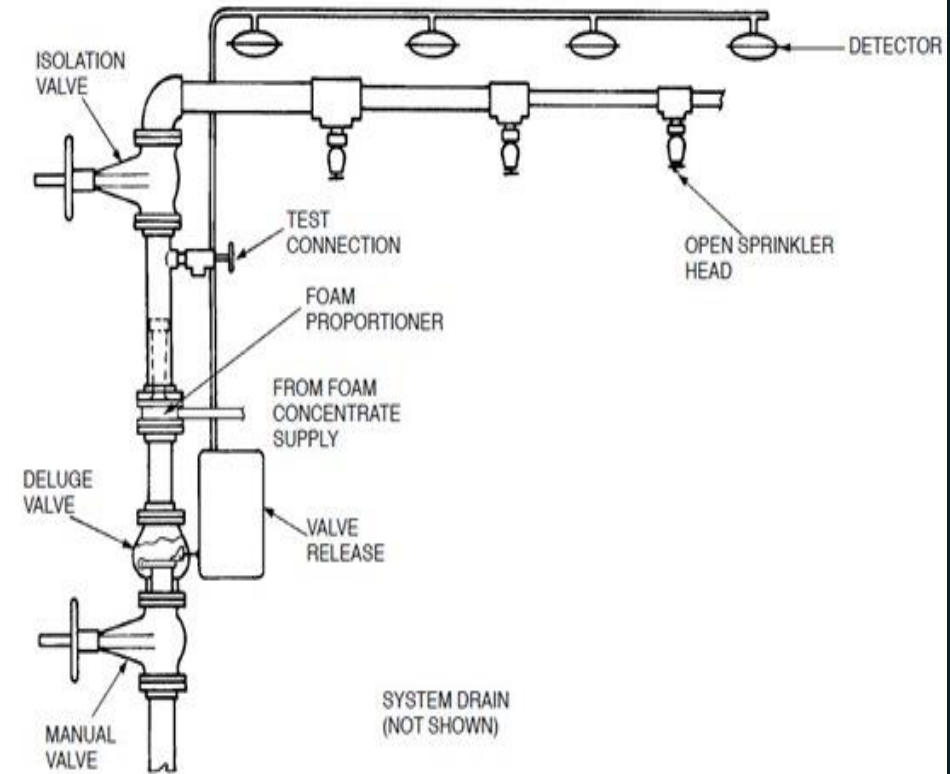 ISOLATION
VALVE
DETECTOR
TEST
CONNECTION
OPEN SPRINKLER
HEAD
FOAM
PROPORTIONER
FROM FOAM
CONCENTRATE
SUPPLY
DELUGE
VALVE
VALVE
RELEASE
SYSTEM DRAIN
(NOT SHOWN)
MANUAL
VALVE